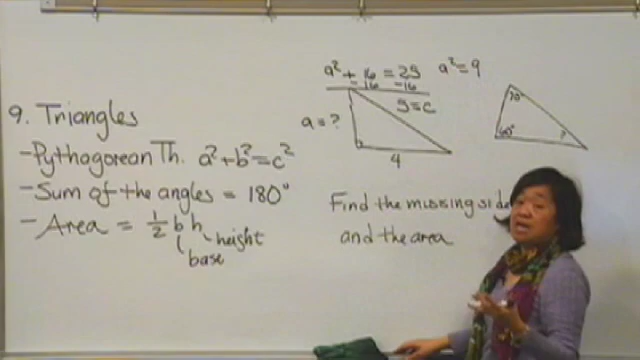 9. Triangles
-Pythagorean Th. a²+b²=c²
-Sum of the angles = 180°
-Area = 1/2 b h
height
base
a² + 16 = 25 a² = 9
-16 -16
5=c
a = ?
4
70°
60°
?
Find the missing side
and the area